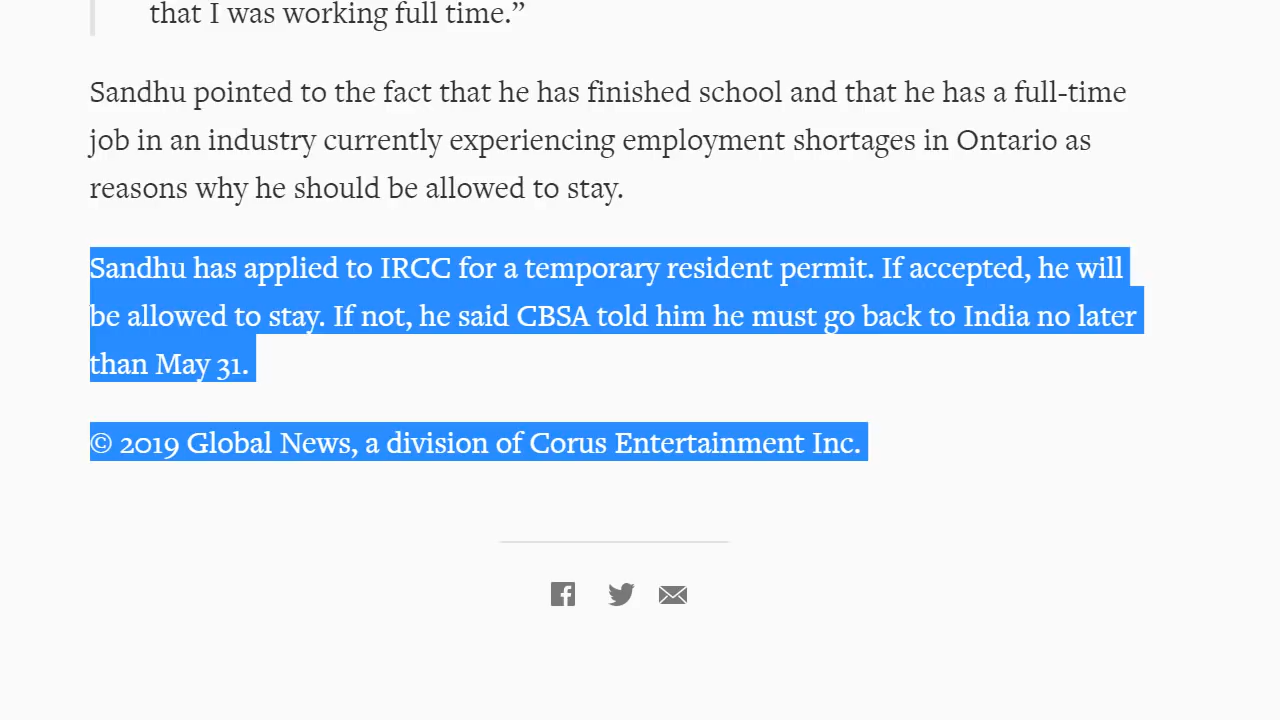 that I was working full time.”
Sandhu pointed to the fact that he has finished school and that he has a full-time
job in an industry currently experiencing employment shortages in Ontario as
reasons why he should be allowed to stay.
Sandhu has applied to IRCC for a temporary resident permit. If accepted, he will
be allowed to stay. If not, he said CBSA told him he must go back to India no later
than May 31.
© 2019 Global News, a division of Corus Entertainment Inc.